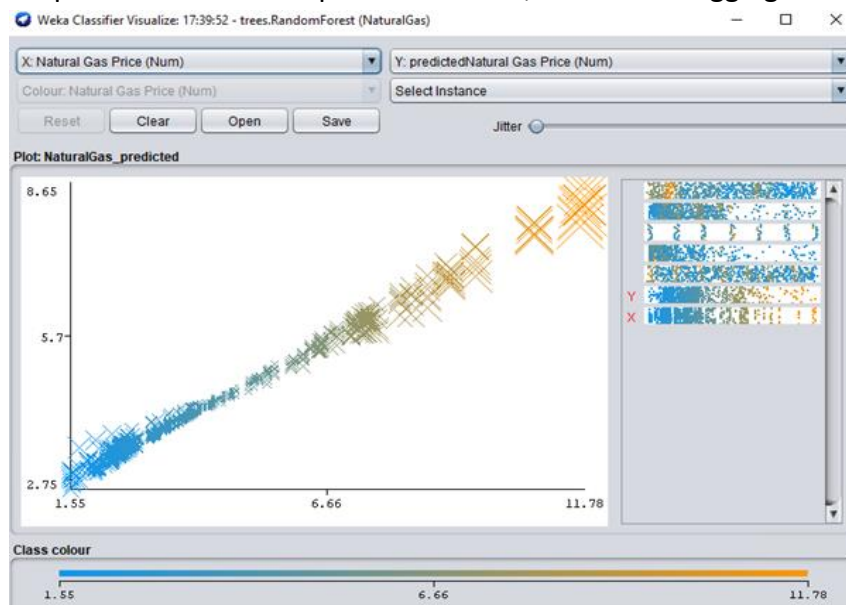 Weka Classifier Visualize: 17:39:52 - trees.RandomForest (NaturalGas)
X: Natural Gas Price (Num)
Y: predictedNatural Gas Price (Num)
Colour: Natural Gas Price (Num)
Select Instance
Reset Clear Open Save Jitter
Plot: NaturalGas_predicted
8.65
5.7
2.75
1.55 6.66 11.78
Y
X
Class colour
1.55 6.66 11.78